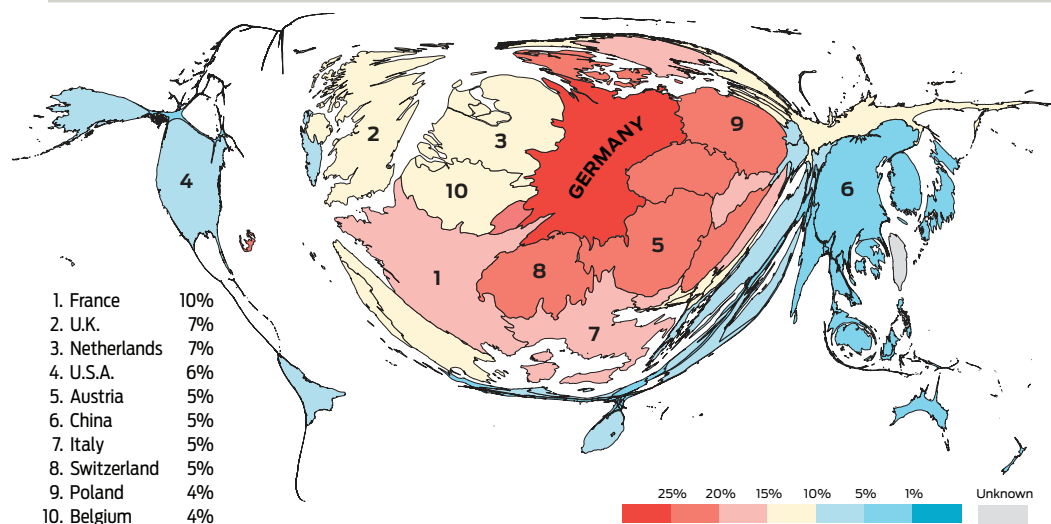 GERMANY
2
3
9
10
4
6
5
8
1
7
1. France 10%
2. U.K. 7%
3. Netherlands 7%
4. U.S.A. 6%
5. Austria 5%
6. China 5%
7. Italy 5%
8. Switzerland 5%
9. Poland 4%
10. Belgium 4%
25% 20% 15% 10% 5% 1% Unknown